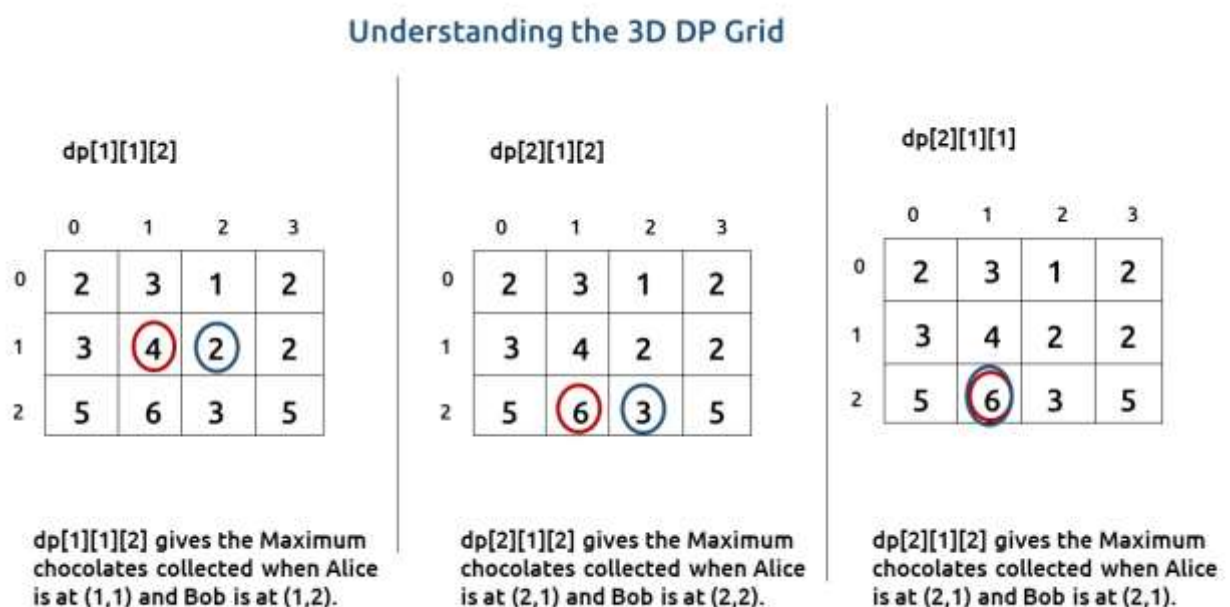 Understanding the 3D DP Grid
dp[1][1][2]
0 1 2 3
0 2 3 1 2
1 3 4 2 2
2 5 6 3 5
dp[1][1][2] gives the Maximum
chocolates collected when Alice
is at (1,1) and Bob is at (1,2).
dp[2][1][2]
0 1 2 3
0 2 3 1 2
1 3 4 2 2
2 5 6 3 5
dp[2][1][2] gives the Maximum
chocolates collected when Alice
is at (2,1) and Bob is at (2,2).
dp[2][1][1]
0 1 2 3
0 2 3 1 2
1 3 4 2 2
2 5 6 3 5
dp[2][1][2] gives the Maximum
chocolates collected when Alice
is at (2,1) and Bob is at (2,1).